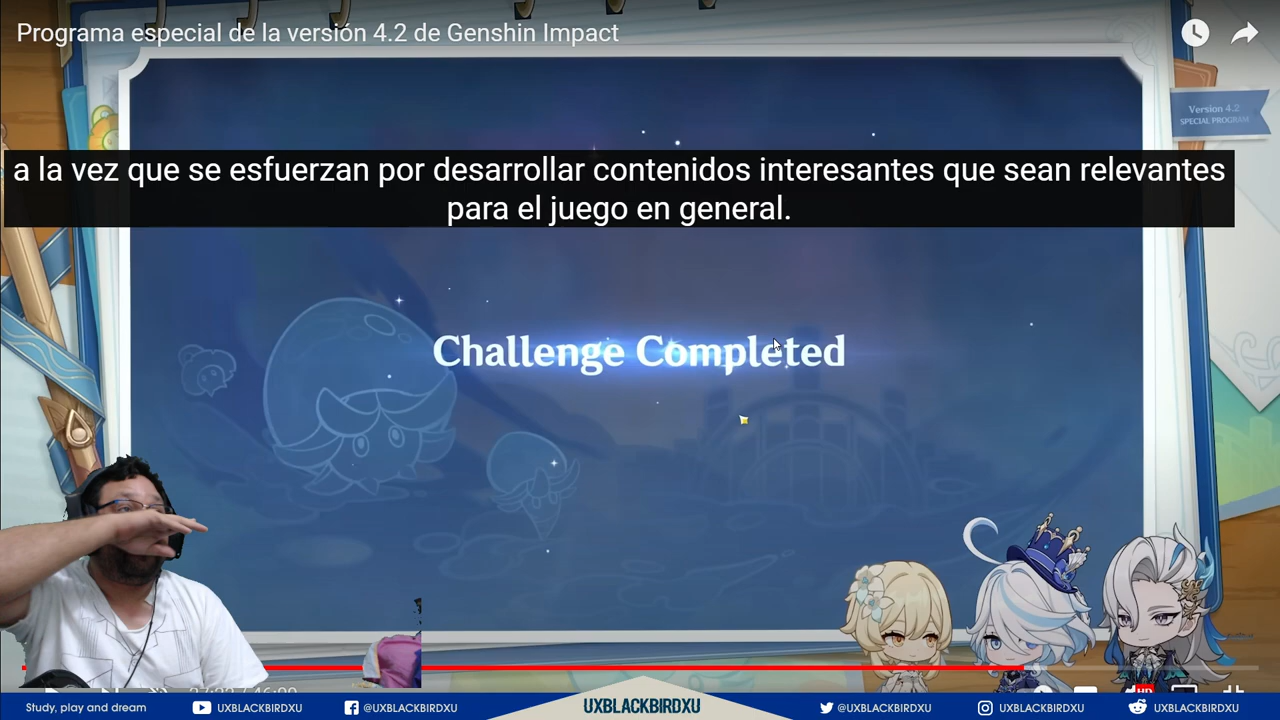 Programa especial de la versión 4.2 de Genshin Impact
Version 4.2
SPECIAL PROGRAM
a la vez que se esfuerzan por desarrollar contenidos interesantes que sean relevantes
para el juego en general.
Challenge Completed
HD
Study, play and dream
UXBLACKBIRDXU
@UXBLACKBIRDXU
UXBLACKBIRDXU
@UXBLACKBIRDXU
UXBLACKBIRDXU
UXBLACKBIRDXU